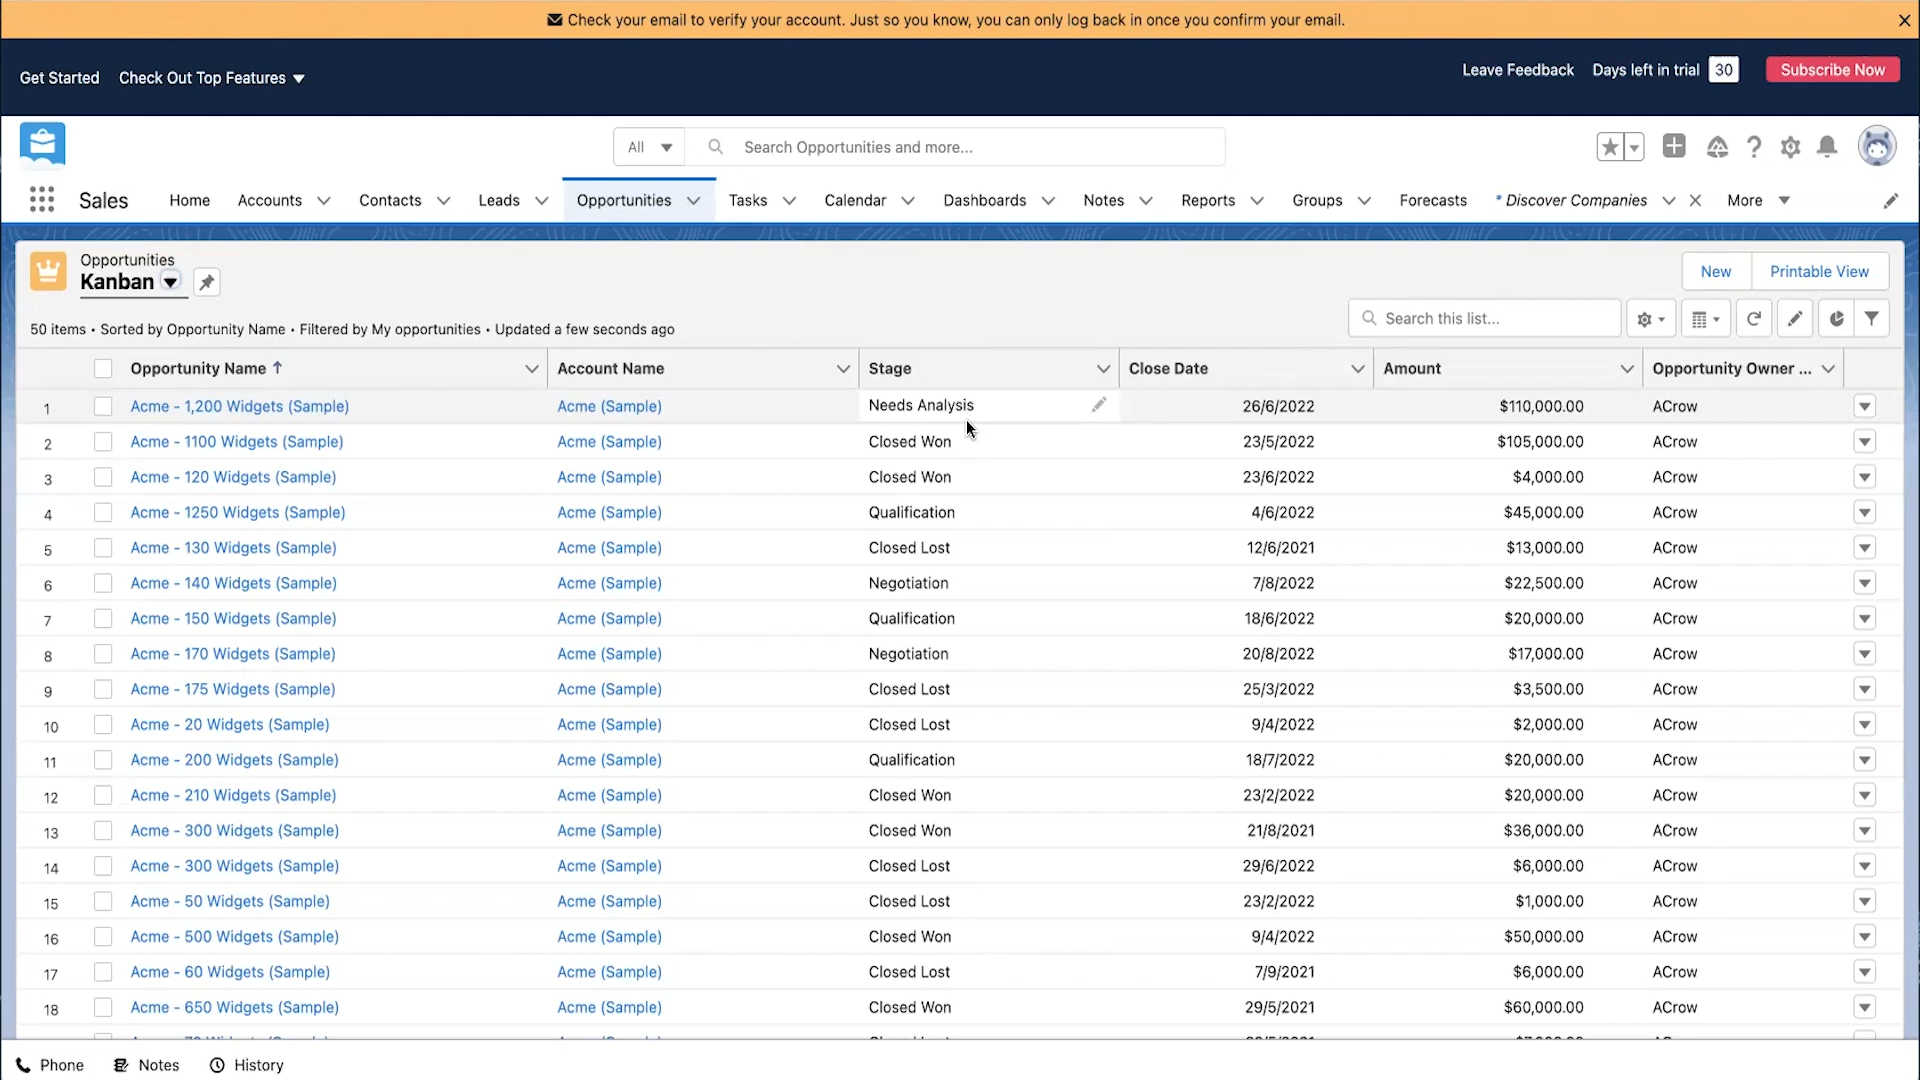 Check your email to verify your account. Just so you know, you can only log back in once you confirm your email.
Get Started Check Out Top Features Leave Feedback Days left in trial 30 Subscribe Now
All Search Opportunities and more...
Sales Home Accounts Contacts Leads Opportunities Tasks Calendar Dashboards Notes Reports Groups Forecasts * Discover Companies More
Opportunities
Kanban
New Printable View
50 items • Sorted by Opportunity Name • Filtered by My opportunities • Updated a few seconds ago
Search this list...
Opportunity Name Account Name Stage Close Date Amount Opportunity Owner ...
1 Acme - 1,200 Widgets (Sample) Acme (Sample) Needs Analysis 26/6/2022 $110,000.00 ACrow
2 Acme - 1100 Widgets (Sample) Acme (Sample) Closed Won 23/5/2022 $105,000.00 ACrow
3 Acme - 120 Widgets (Sample) Acme (Sample) Closed Won 23/6/2022 $4,000.00 ACrow
4 Acme - 1250 Widgets (Sample) Acme (Sample) Qualification 4/6/2022 $45,000.00 ACrow
5 Acme - 130 Widgets (Sample) Acme (Sample) Closed Lost 12/6/2021 $13,000.00 ACrow
6 Acme - 140 Widgets (Sample) Acme (Sample) Negotiation 7/8/2022 $22,500.00 ACrow
7 Acme - 150 Widgets (Sample) Acme (Sample) Qualification 18/6/2022 $20,000.00 ACrow
8 Acme - 170 Widgets (Sample) Acme (Sample) Negotiation 20/8/2022 $17,000.00 ACrow
9 Acme - 175 Widgets (Sample) Acme (Sample) Closed Lost 25/3/2022 $3,500.00 ACrow
10 Acme - 20 Widgets (Sample) Acme (Sample) Closed Lost 9/4/2022 $2,000.00 ACrow
11 Acme - 200 Widgets (Sample) Acme (Sample) Qualification 18/7/2022 $20,000.00 ACrow
12 Acme - 210 Widgets (Sample) Acme (Sample) Closed Won 23/2/2022 $20,000.00 ACrow
13 Acme - 300 Widgets (Sample) Acme (Sample) Closed Won 21/8/2021 $36,000.00 ACrow
14 Acme - 300 Widgets (Sample) Acme (Sample) Closed Lost 29/6/2022 $6,000.00 ACrow
15 Acme - 50 Widgets (Sample) Acme (Sample) Closed Lost 23/2/2022 $1,000.00 ACrow
16 Acme - 500 Widgets (Sample) Acme (Sample) Closed Won 9/4/2022 $50,000.00 ACrow
17 Acme - 60 Widgets (Sample) Acme (Sample) Closed Lost 7/9/2021 $6,000.00 ACrow
18 Acme - 650 Widgets (Sample) Acme (Sample) Closed Won 29/5/2021 $60,000.00 ACrow
Phone Notes History